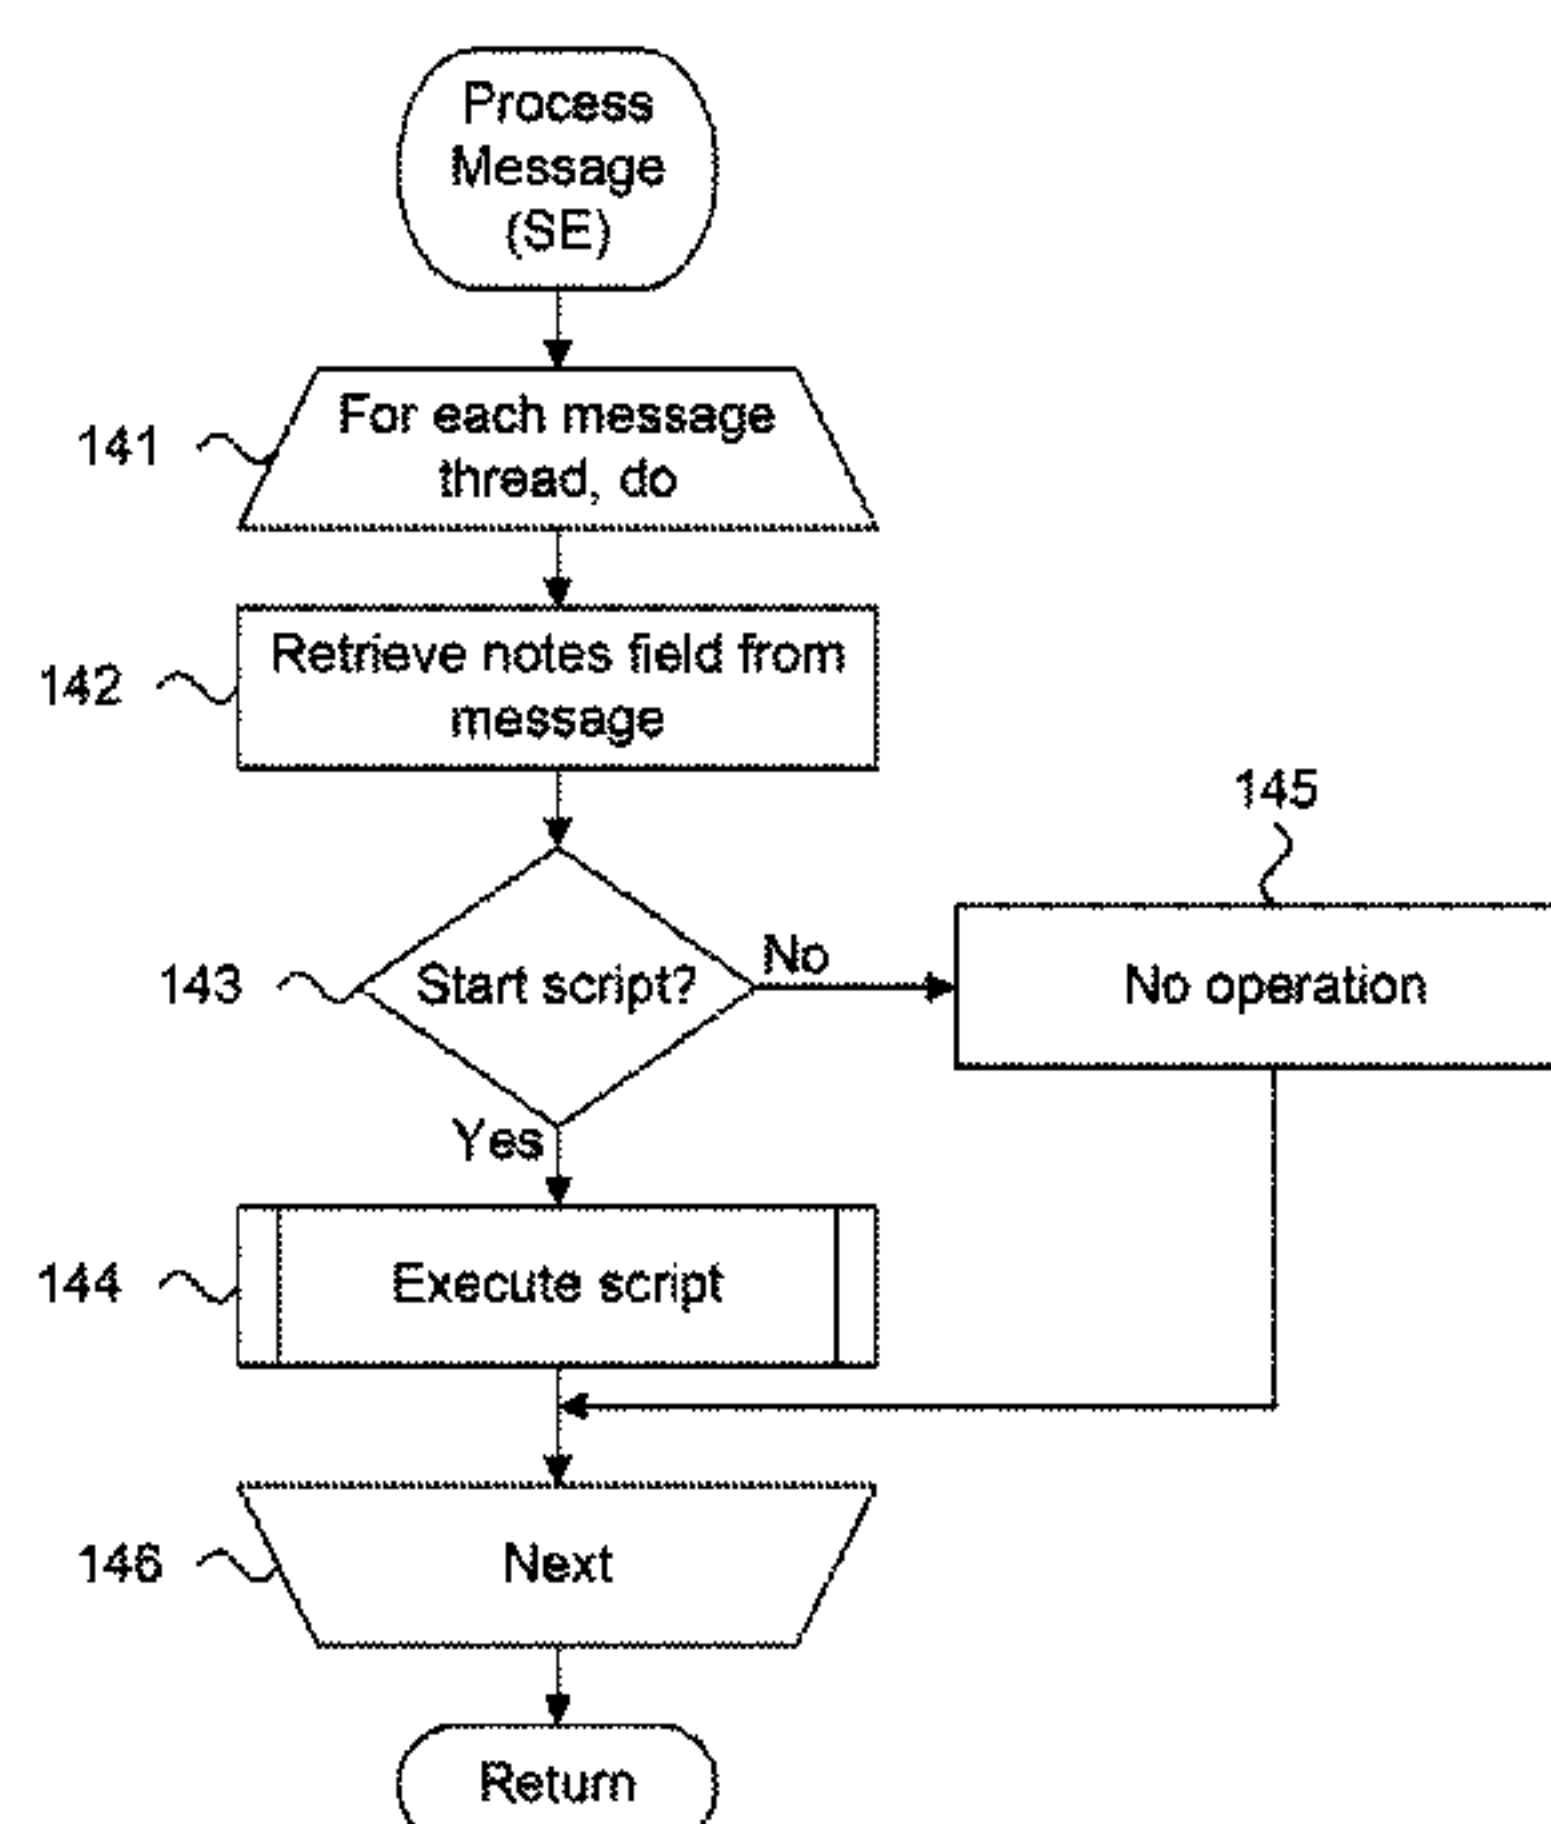 Process
Message
(SE)
141
For each message
thread, do
142
Retrieve notes field from
message
145
143
Start script?
No
No operation
Yes
144
Execute script
146
Next
Return